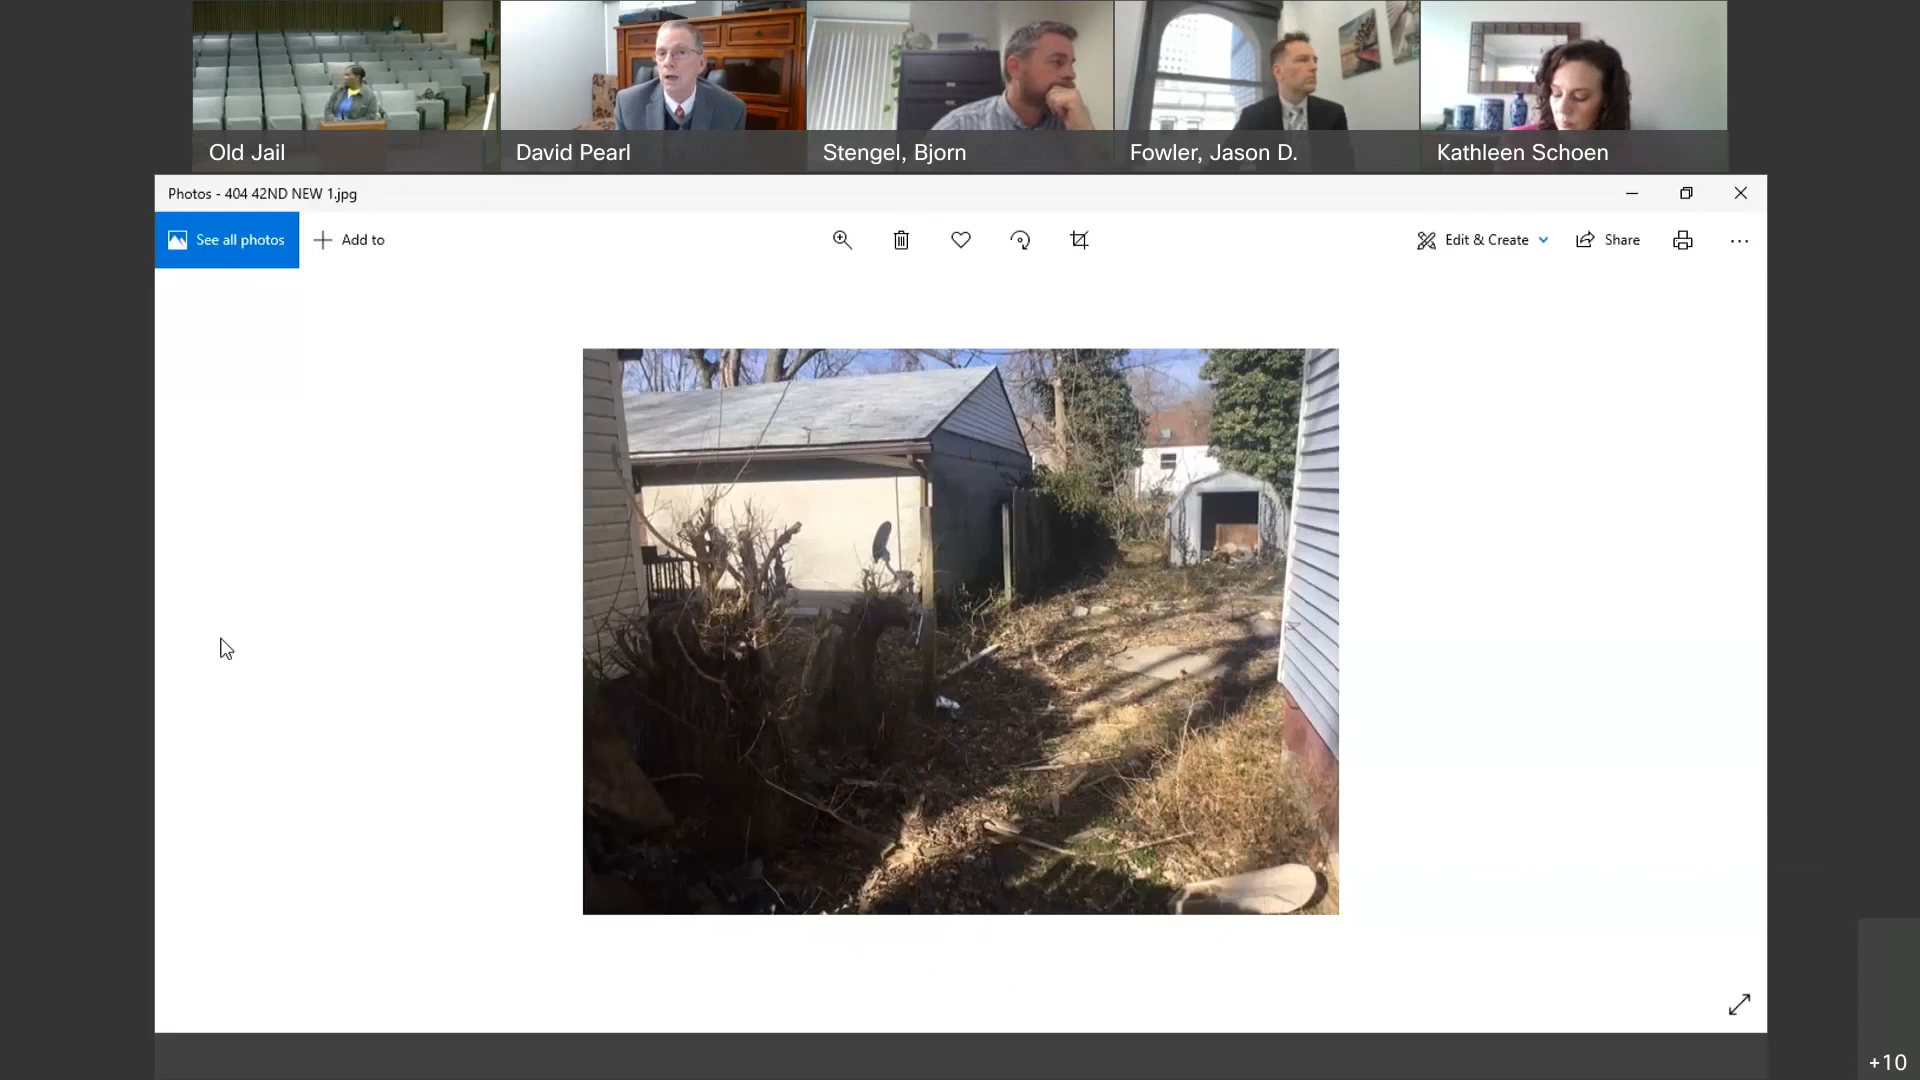 Old Jail
David Pearl
Stengel, Bjorn
Fowler, Jason D.
Kathleen Schoen
Photos - 404 42ND NEW 1.jpg
See all photos
Add to
Edit & Create
Share
+10